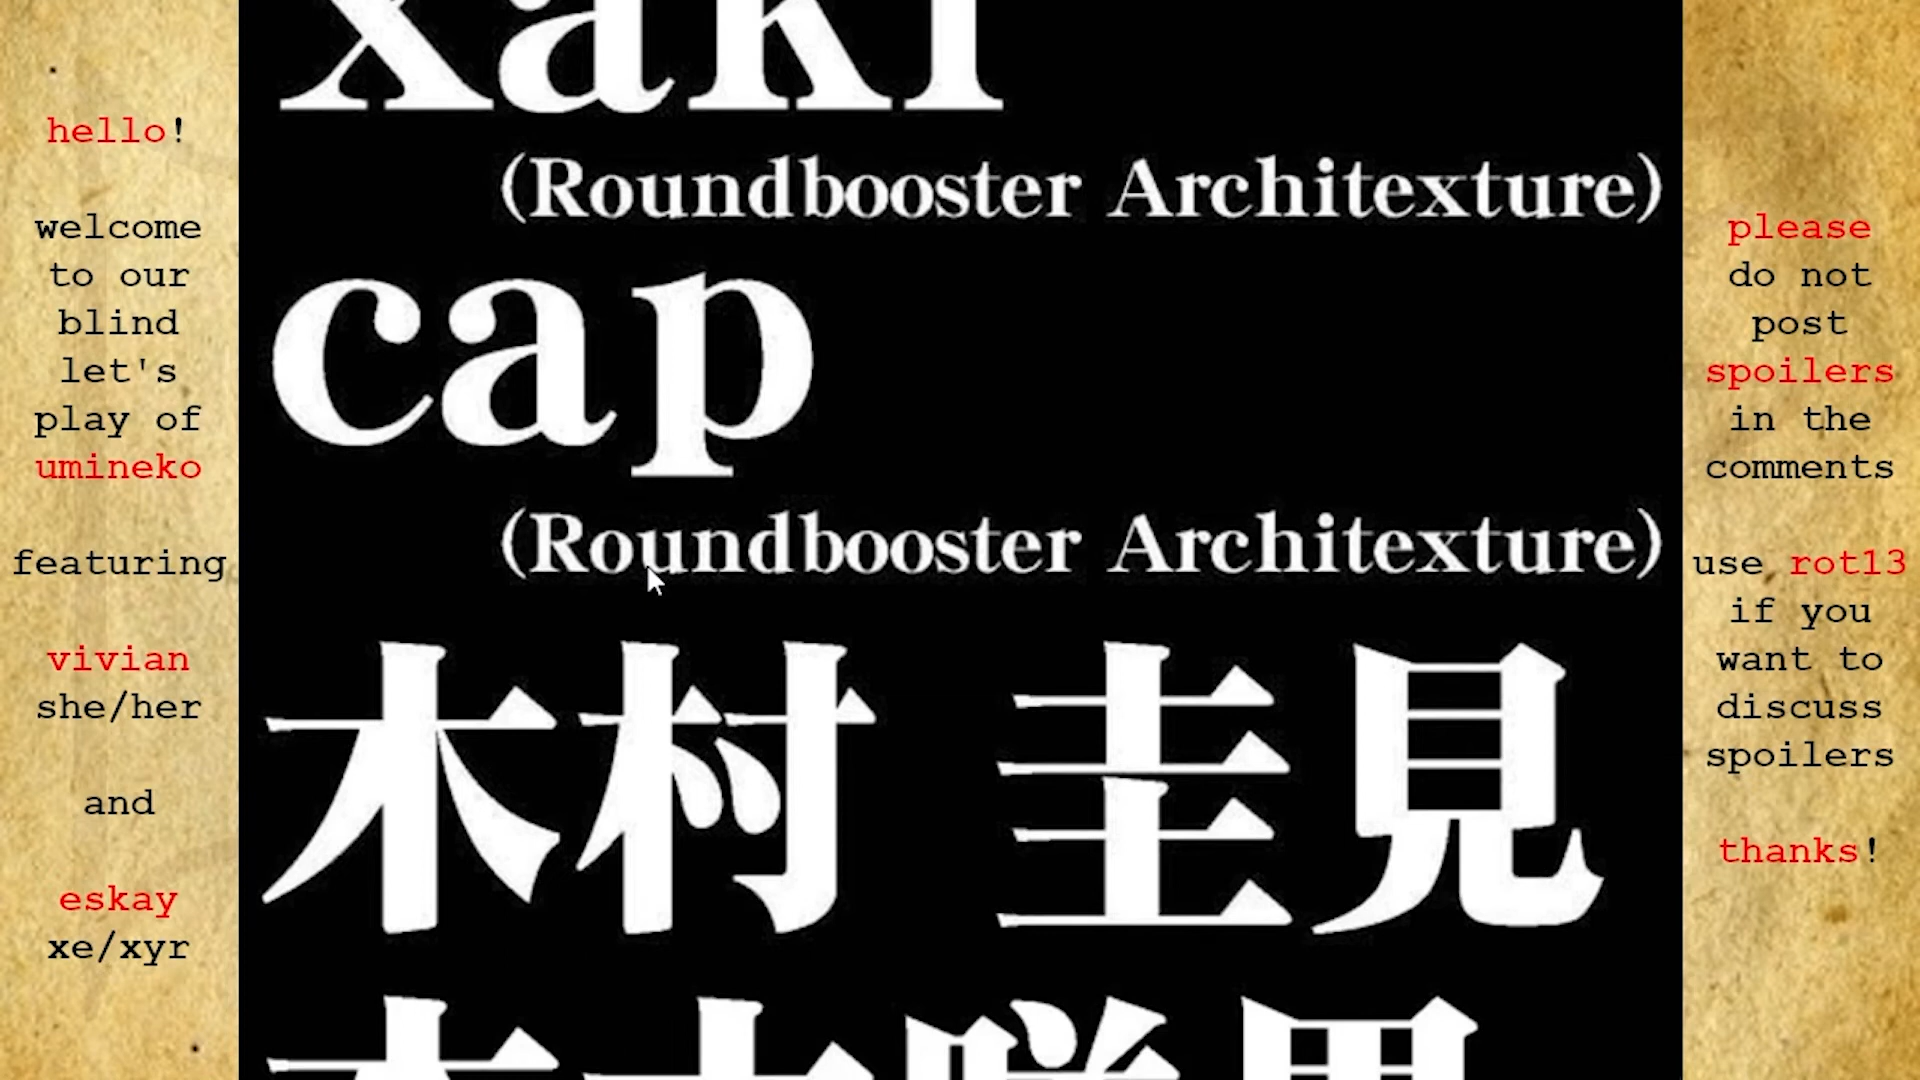 hello!
welcome
to our
blind
let's
play of
umineko
featuring
vivian
she/her
and
eskay
xe/xyr
xaki
(Roundbooster Architexture)
cap
(Roundbooster Architexture)
木村 圭見
please
do not
post
spoilers
in the
comments
use rot13
if you
want to
discuss
spoilers
thanks!